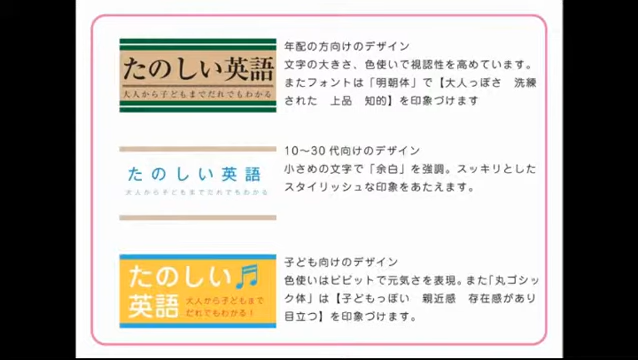 たのしい英語
大人から子どもまでだれでもわかる
年配の方向けのデザイン
文字の大きさ、色使いで視認性を高めています。
またフォントは「明朝体」で【大人っぽさ　洗練
された　上品　知的】を印象づけます
たのしい英語
大人から子どもまでだれでもわかる
10～30代向けのデザイン
小さめの文字で「余白」を強調。スッキリとした
スタイリッシュな印象をあたえます。
たのしい
英語
大人から子どもまで
だれでもわかる！
子ども向けのデザイン
色使いはビビットで元気さを表現。また「丸ゴシッ
ク体」は【子どもっぽい　親近感　存在感があり
目立つ】を印象づけます。